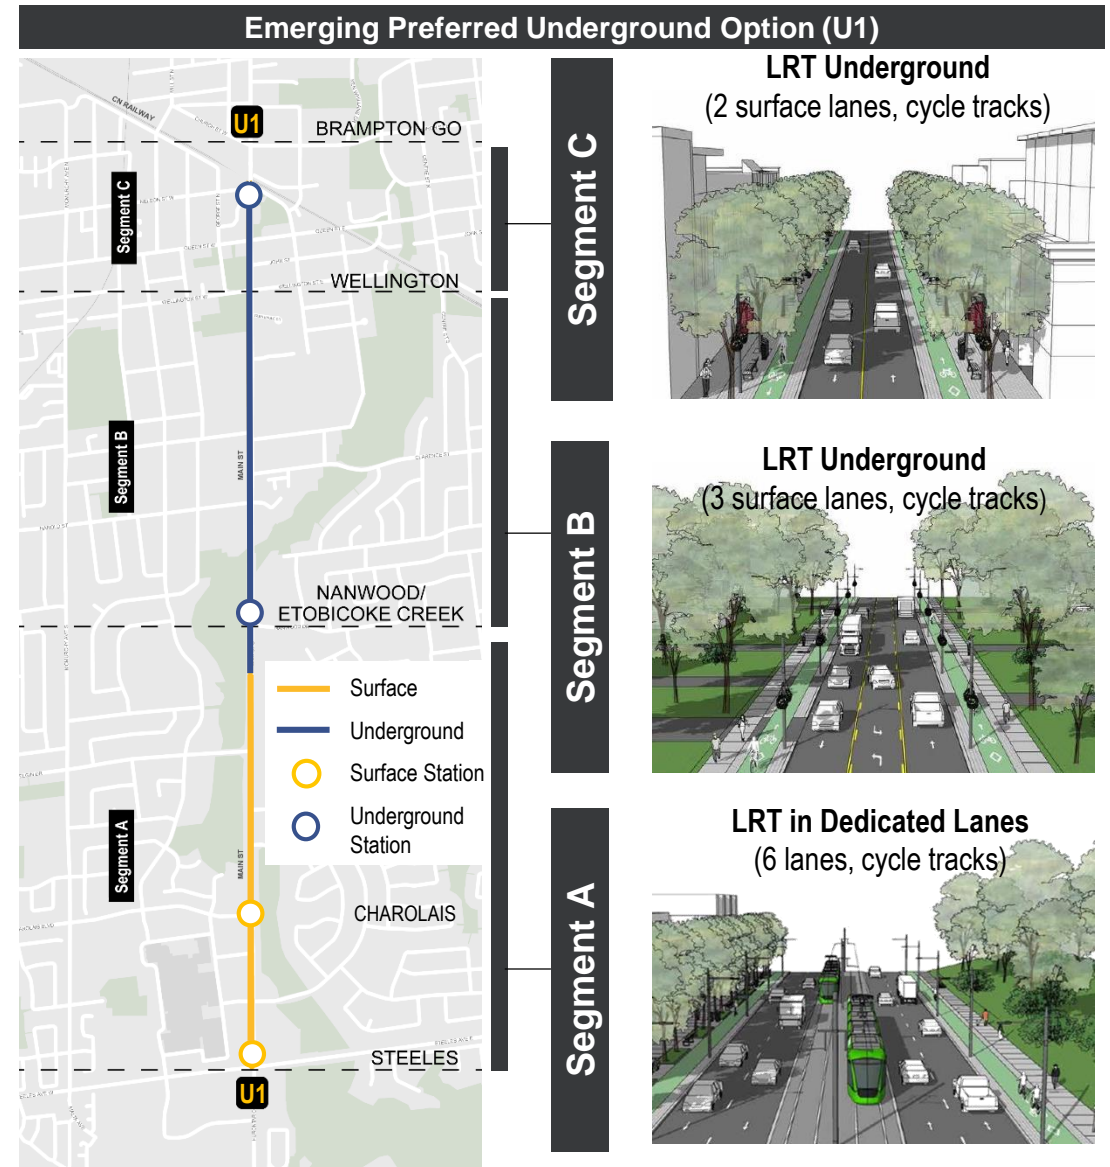 Emerging Preferred Underground Option (U1)
CN RAILWAY
U1
BRAMPTON GO
Segment C
WELLINGTON
Segment B
MAIN ST
CLARENCE ST
NANWOOD/
ETOBICOKE CREEK
Surface
Underground
Surface Station
Underground
Station
Segment A
MAIN ST
CHAROLAIS
STEELES
U1
Segment C
LRT Underground
(2 surface lanes, cycle tracks)
Segment B
LRT Underground
(3 surface lanes, cycle tracks)
Segment A
LRT in Dedicated Lanes
(6 lanes, cycle tracks)